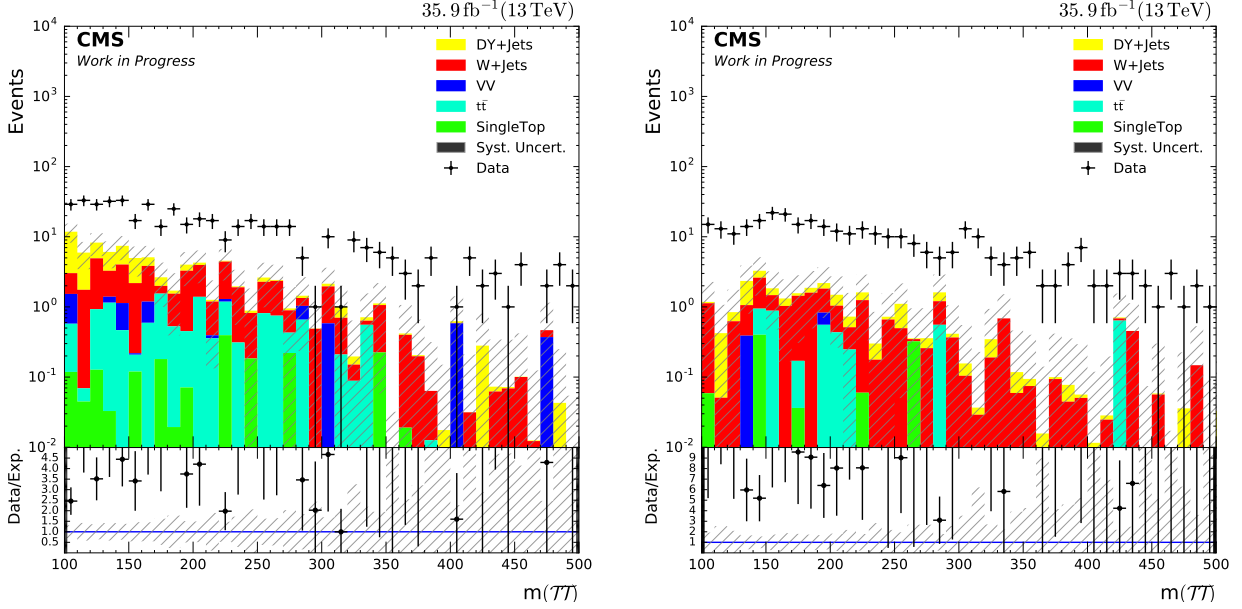 35.9 fb⁻¹(13 TeV)
CMS
Work in Progress
DY+Jets
W+Jets
VV
tt̄
SingleTop
Syst. Uncert.
Data
Events
10⁴
10³
10²
10¹
10⁰
10⁻¹
10⁻²
Data/Exp.
4.5
4.0
3.5
3.0
2.5
2.0
1.5
1.0
0.5
100 150 200 250 300 350 400 450 500
35.9 fb⁻¹(13 TeV)
CMS
Work in Progress
DY+Jets
W+Jets
VV
tt̄
SingleTop
Syst. Uncert.
Data
Events
10⁴
10³
10²
10¹
10⁰
10⁻¹
10⁻²
Data/Exp.
9
8
7
6
5
4
3
2
1
100 150 200 250 300 350 400 450 500